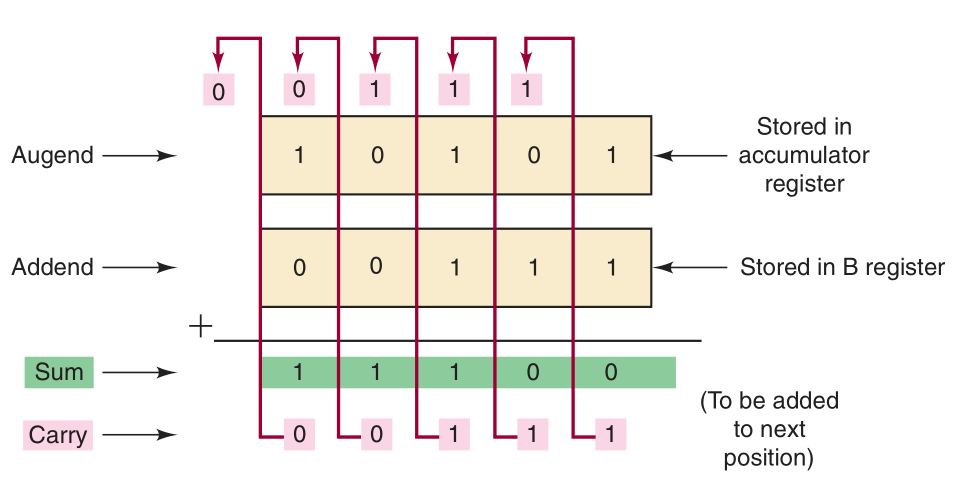 0 0 1 1 1
Augend 1 0 1 0 1 Stored in
accumulator
register
Addend 0 0 1 1 1 Stored in B register
+
Sum 1 1 1 0 0
Carry 0 0 1 1 1 (To be added
to next
position)